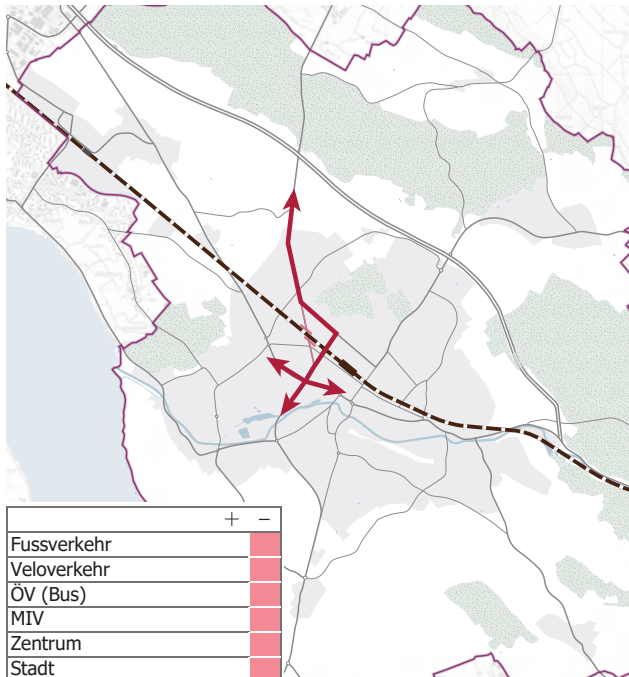 + −
Fussverkehr
Veloverkehr
ÖV (Bus)
MIV
Zentrum
Stadt